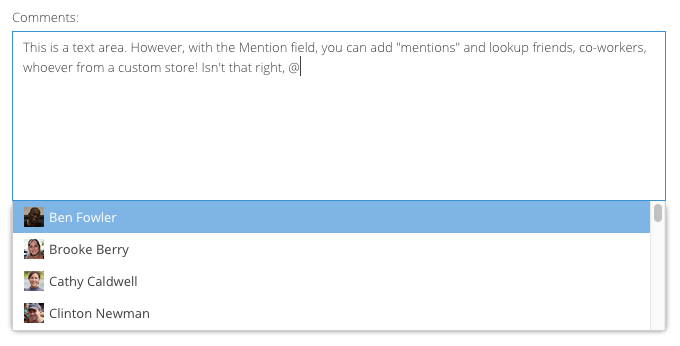 Comments:
This is a text area. However, with the Mention field, you can add "mentions" and lookup friends, co-workers,
whoever from a custom store! Isn't that right, @
Ben Fowler
Brooke Berry
Cathy Caldwell
Clinton Newman